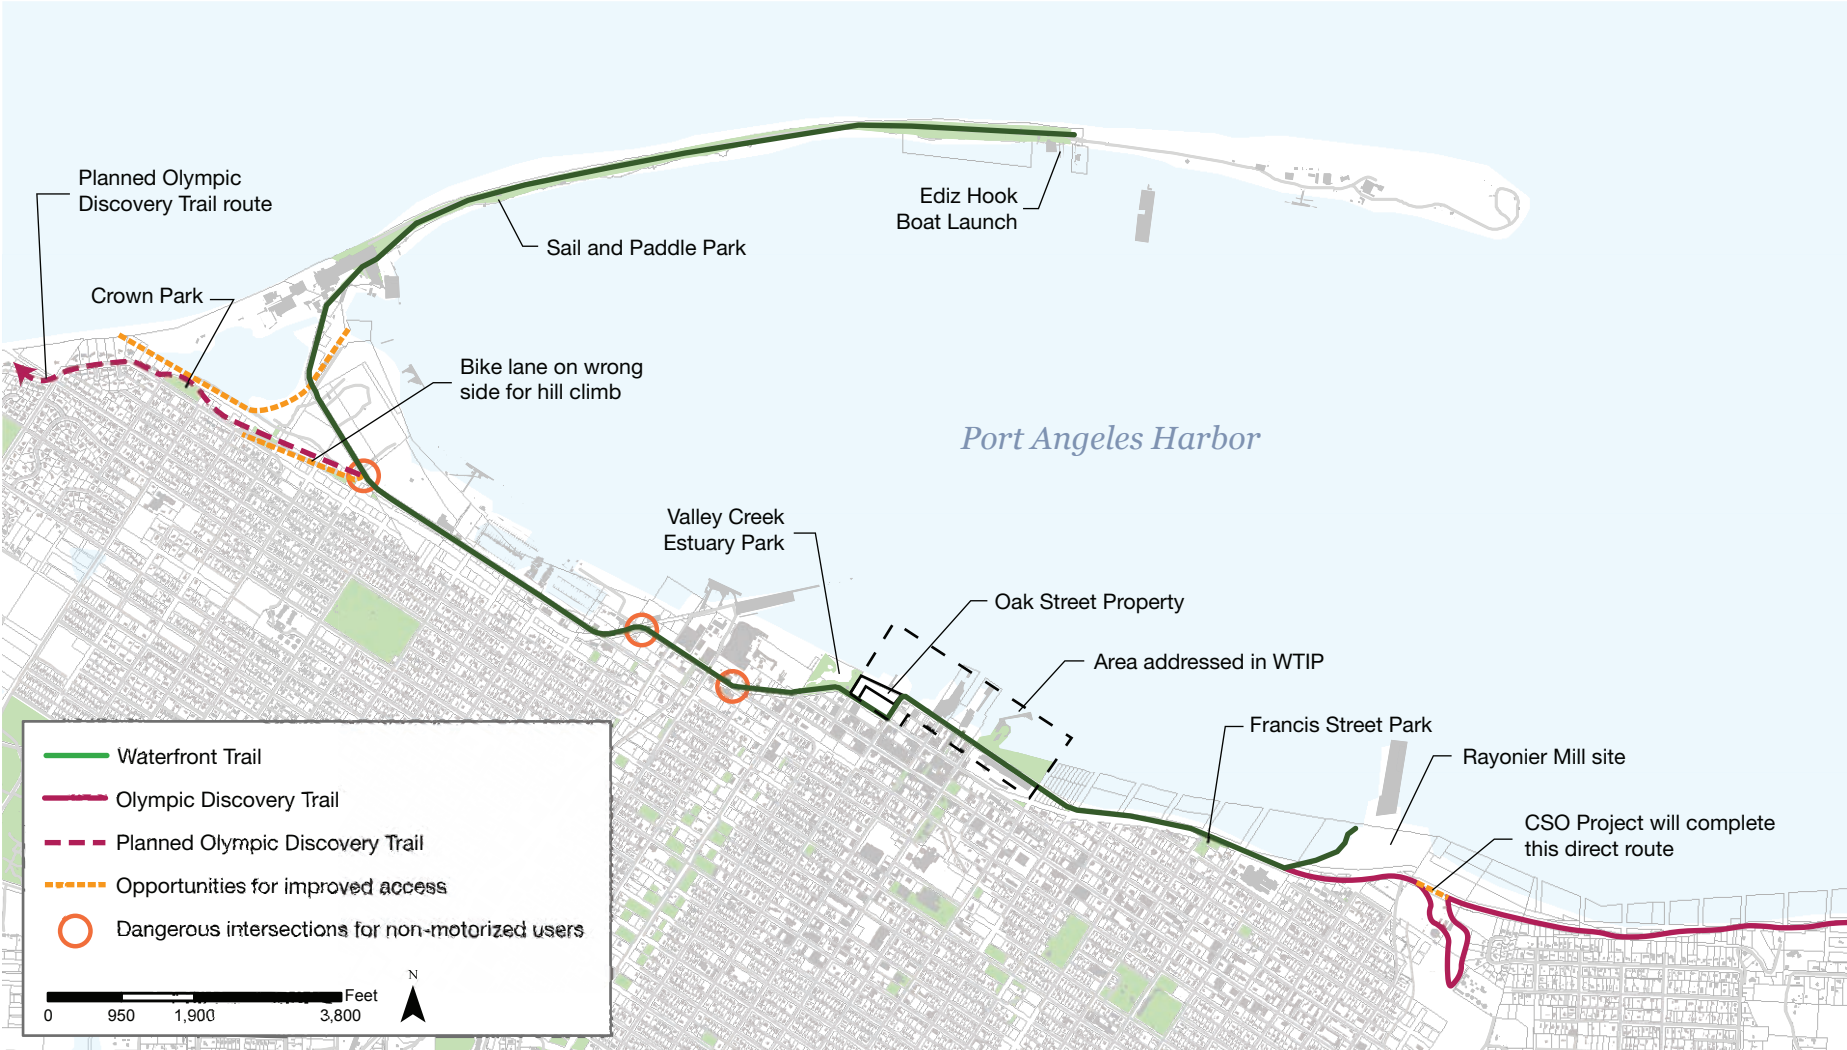 Planned Olympic
Discovery Trail route
Crown Park
Sail and Paddle Park
Ediz Hook
Boat Launch
Bike lane on wrong
side for hill climb
Port Angeles Harbor
Valley Creek
Estuary Park
Oak Street Property
Area addressed in WTIP
Francis Street Park
Rayonier Mill site
CSO Project will complete
this direct route
Waterfront Trail
Olympic Discovery Trail
Planned Olympic Discovery Trail
Opportunities for improved access
Dangerous intersections for non-motorized users
N
Feet
0 950 1,900 3,800